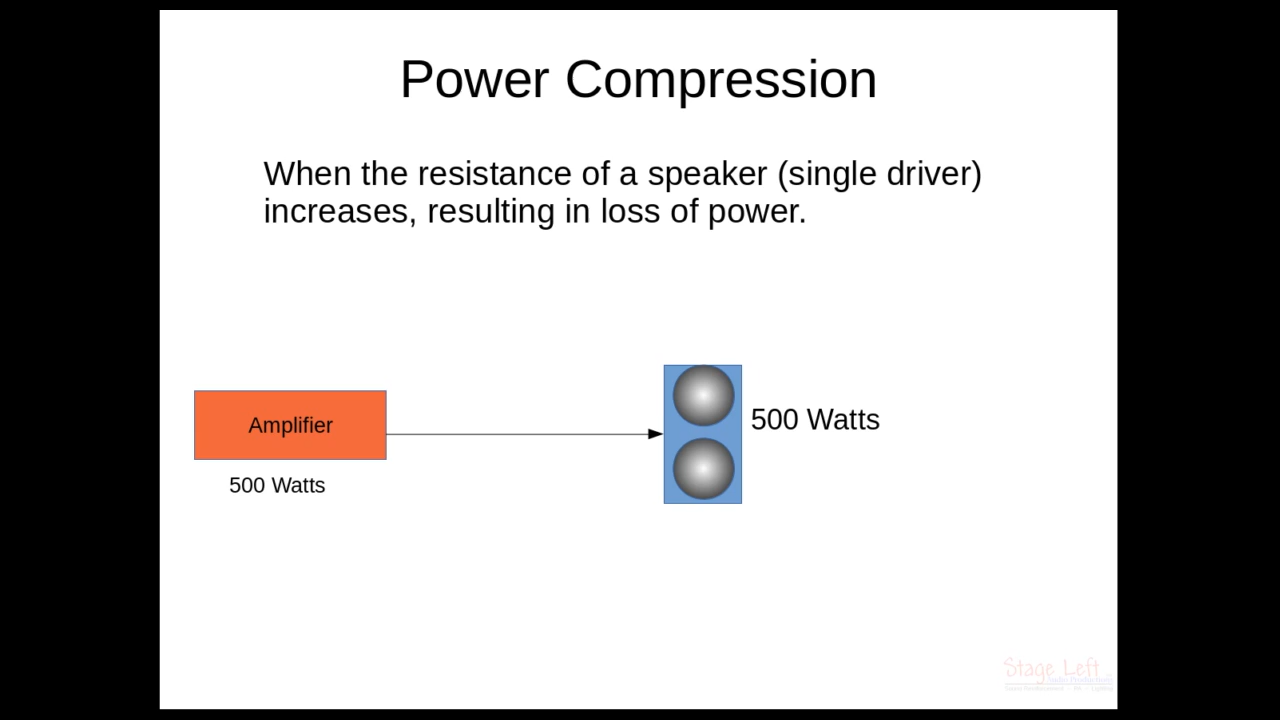 Power Compression
When the resistance of a speaker (single driver)
increases, resulting in loss of power.
Amplifier
500 Watts
500 Watts
Stage Left